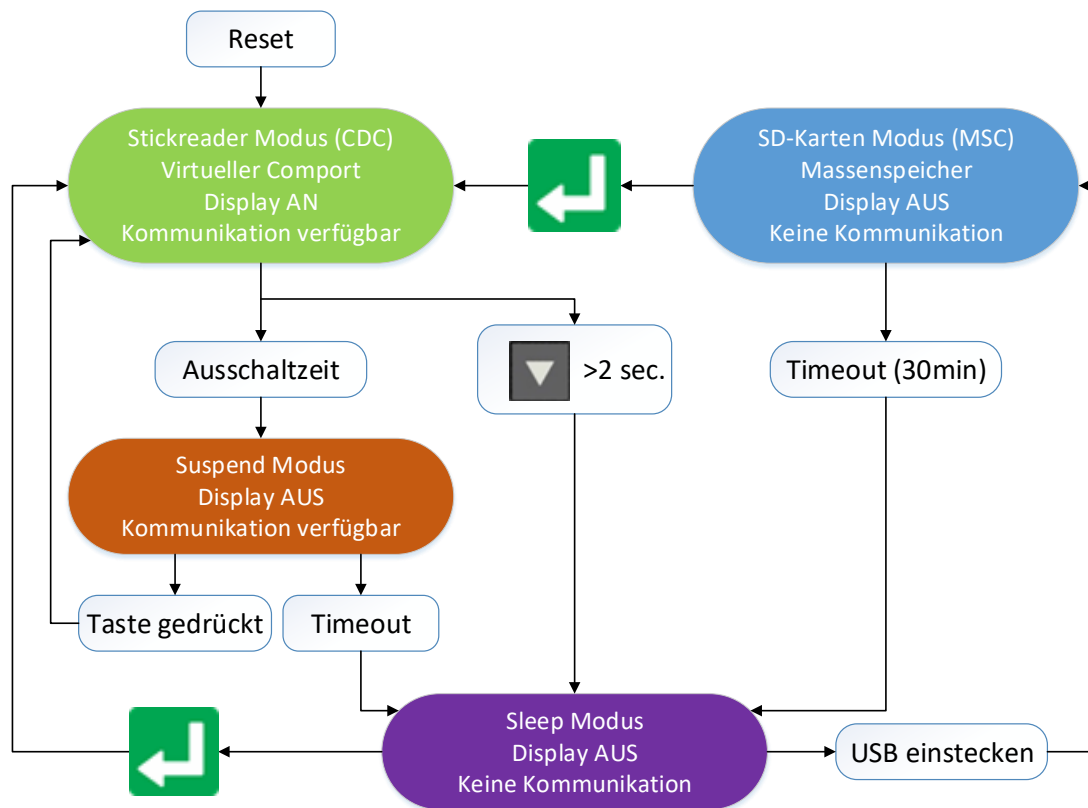 Reset
Stickreader Modus (CDC)
Virtueller Comport
Display AN
Kommunikation verfügbar
SD-Karten Modus (MSC)
Massenspeicher
Display AUS
Keine Kommunikation
Ausschaltzeit
>2 sec.
Timeout (30min)
Suspend Modus
Display AUS
Kommunikation verfügbar
Taste gedrückt
Timeout
Sleep Modus
Display AUS
Keine Kommunikation
USB einstecken